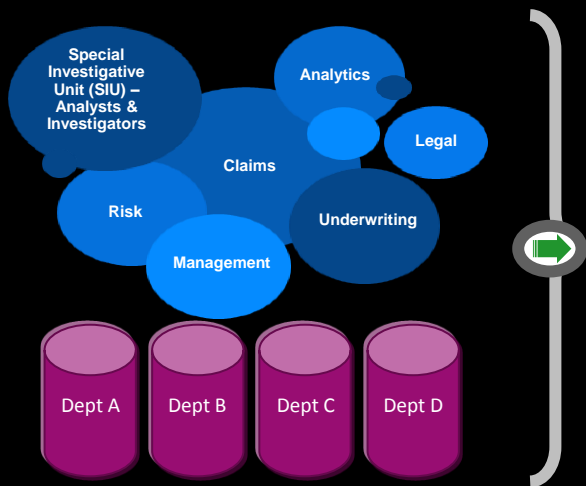 Special
Investigative
Unit (SIU) –
Analysts &
Investigators
Analytics
Legal
Claims
Risk
Underwriting
Management
Dept A
Dept B
Dept C
Dept D